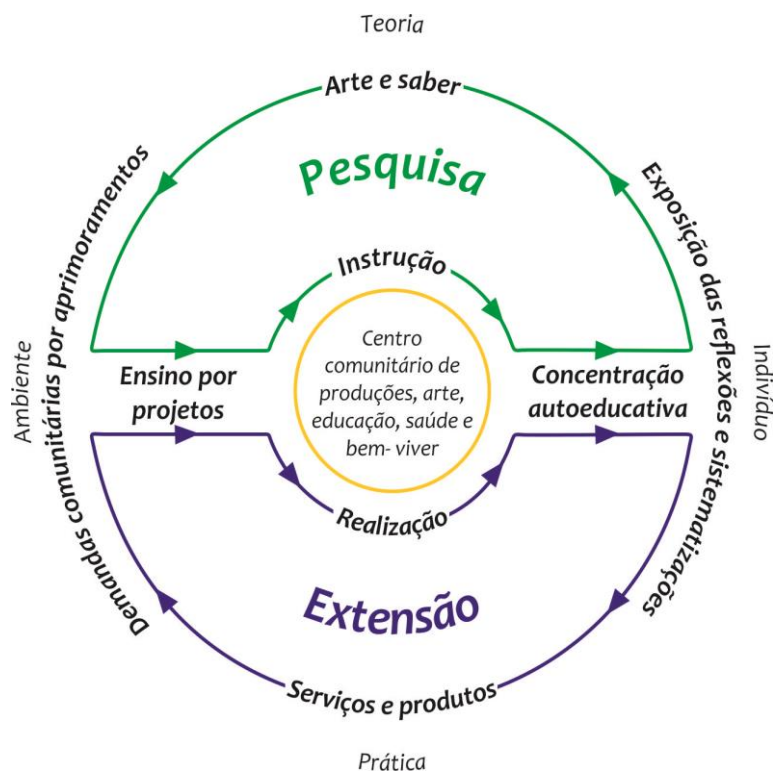 Teoria
Arte e saber
Pesquisa
Demandas comunitárias por aprimoramentos
Exposição das reflexões e sistematizações
Instrução
Ambiente
Indivíduo
Ensino por
projetos
Centro
comunitário de
produções, arte,
educação, saúde e
bem- viver
Concentração
autoeducativa
Realização
Extensão
Serviços e produtos
Prática